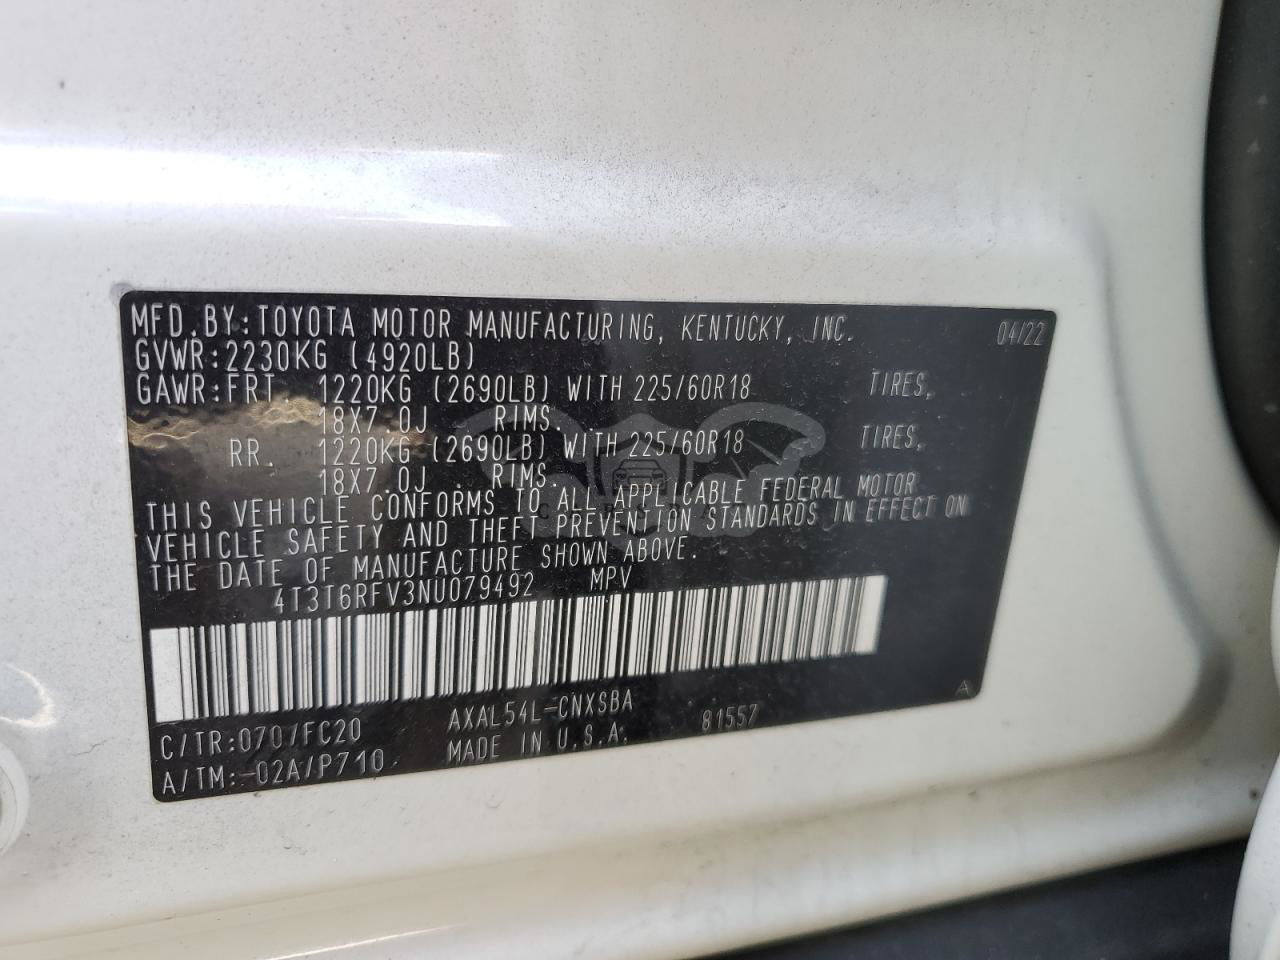 MFD.BY:TOYOTA MOTOR MANUFACTURING, KENTUCKY, INC. 04/22
GVWR:2230KG (4920LB)
GAWR:FRT. 1220KG (2690LB) WITH 225/60R18 TIRES,
18X7.0J RIMS.
RR. 1220KG (2690LB) WITH 225/60R18 TIRES,
18X7.0J RIMS.
THIS VEHICLE CONFORMS TO ALL APPLICABLE FEDERAL MOTOR
VEHICLE SAFETY AND THEFT PREVENTION STANDARDS IN EFFECT ON
THE DATE OF MANUFACTURE SHOWN ABOVE.
4T3T6RFV3NU079492 MPV
C/TR:070/FC20 AXAL54L-CNXSBA 81557 A
A/TM:-02A/P710 MADE IN U.S.A.